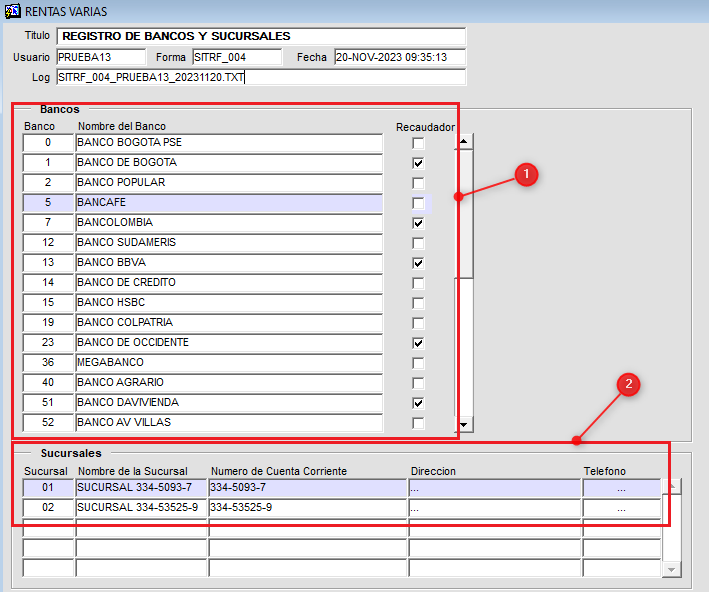 RENTAS VARIAS
Titulo REGISTRO DE BANCOS Y SUCURSALES
Usuario PRUEBA13 Forma SITRF_004 Fecha 20-NOV-2023 09:35:13
Log SITRF_004_PRUEBA13_20231120.TXT
Bancos
Banco Nombre del Banco Recaudador
0 BANCO BOGOTA PSE
1 BANCO DE BOGOTA
2 BANCO POPULAR
5 BANCAFE
7 BANCOLOMBIA
12 BANCO SUDAMERIS
13 BANCO BBVA
14 BANCO DE CREDITO
15 BANCO HSBC
19 BANCO COLPATRIA
23 BANCO DE OCCIDENTE
36 MEGABANCO
40 BANCO AGRARIO
51 BANCO DAVIVIENDA
52 BANCO AV VILLAS
1
2
Sucursales
Sucursal Nombre de la Sucursal Numero de Cuenta Corriente Direccion Telefono
01 SUCURSAL 334-5093-7 334-5093-7 ... ...
02 SUCURSAL 334-53525-9 334-53525-9 ... ...